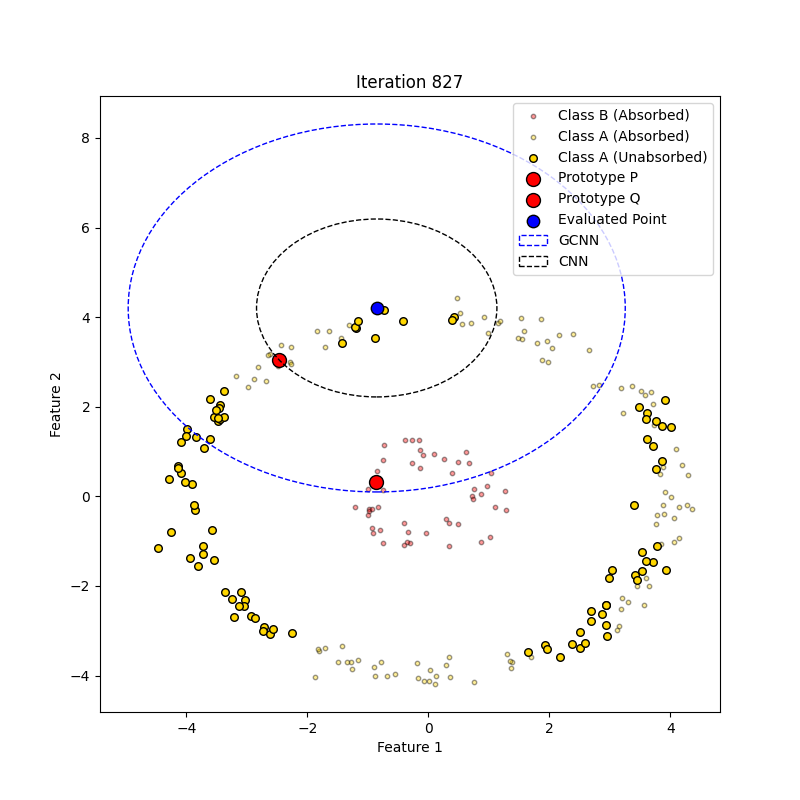 Iteration 827
Class B (Absorbed)
Class A (Absorbed)
Class A (Unabsorbed)
Prototype P
Prototype Q
Evaluated Point
GCNN
CNN
Feature 2
8
6
4
2
0
−2
−4
−4 −2 0 2 4
Feature 1